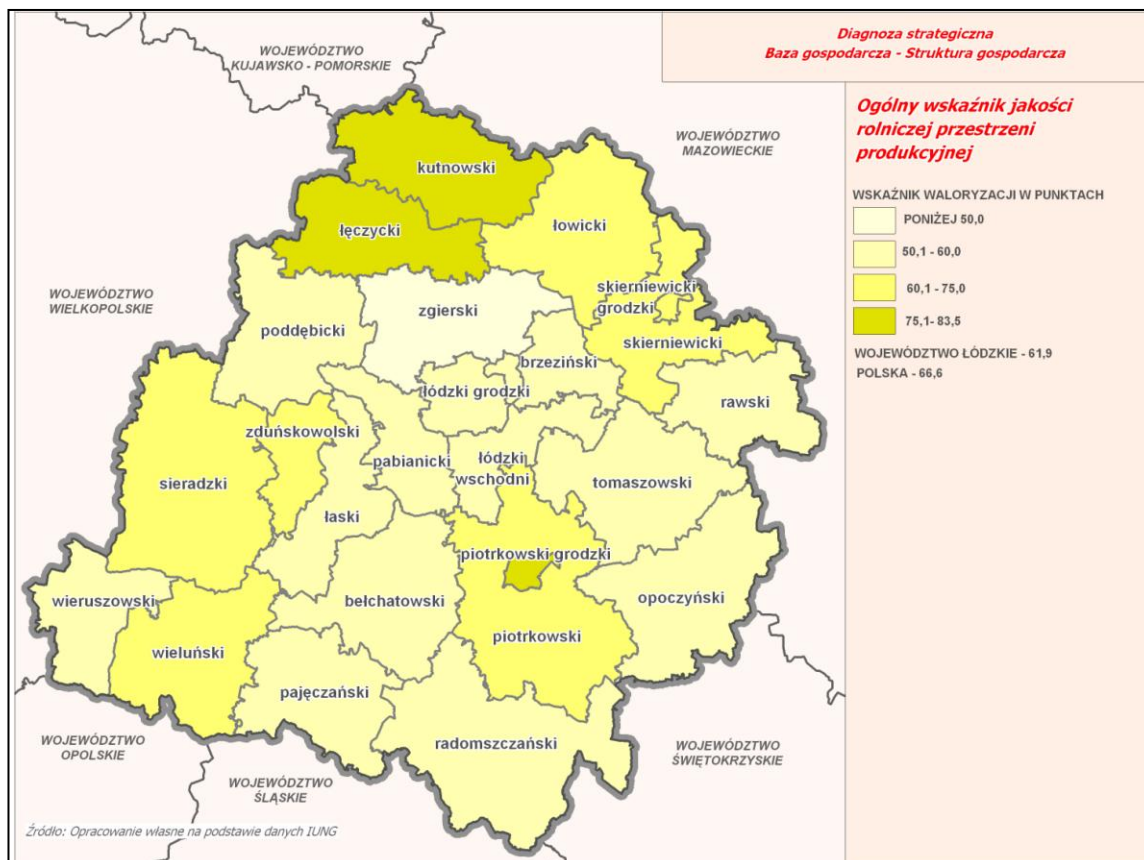 Diagnoza strategiczna
Baza gospodarcza - Struktura gospodarcza
Ogólny wskaźnik jakości
rolniczej przestrzeni
produkcyjnej
WSKAŹNIK WALORYZACJI W PUNKTACH
PONIŻEJ 50,0
50,1 - 60,0
60,1 - 75,0
75,1- 83,5
WOJEWÓDZTWO ŁÓDZKIE - 61,9
POLSKA - 66,6
WOJEWÓDZTWO
KUJAWSKO - POMORSKIE
WOJEWÓDZTWO
MAZOWIECKIE
kutnowski
łęczycki
łowicki
WOJEWÓDZTWO
WIELKOPOLSKIE
skierniewicki
grodzki
zgierski
poddębicki
skierniewicki
brzeziński
łódzki grodzki
rawski
zduńskowolski
pabianicki
łódzki
wschodni
sieradzki
tomaszowski
łaski
piotrkowski grodzki
wieruszowski
bełchatowski
opoczyński
wieluński
piotrkowski
pajęczański
radomszczański
WOJEWÓDZTWO
OPOLSKIE
WOJEWÓDZTWO
ŚLĄSKIE
WOJEWÓDZTWO
ŚWIĘTOKRZYSKIE
Źródło: Opracowanie własne na podstawie danych IUNG